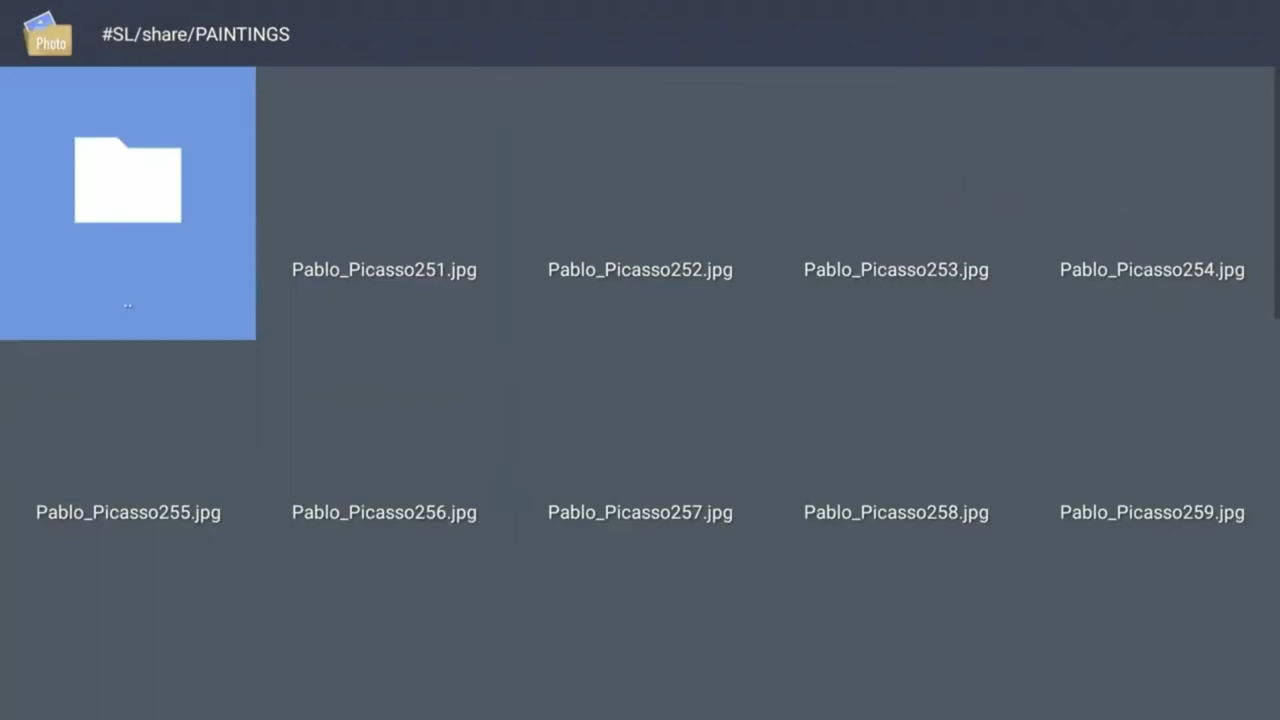 Photo
#SL/share/PAINTINGS
..
Pablo_Picasso251.jpg
Pablo_Picasso252.jpg
Pablo_Picasso253.jpg
Pablo_Picasso254.jpg
Pablo_Picasso255.jpg
Pablo_Picasso256.jpg
Pablo_Picasso257.jpg
Pablo_Picasso258.jpg
Pablo_Picasso259.jpg